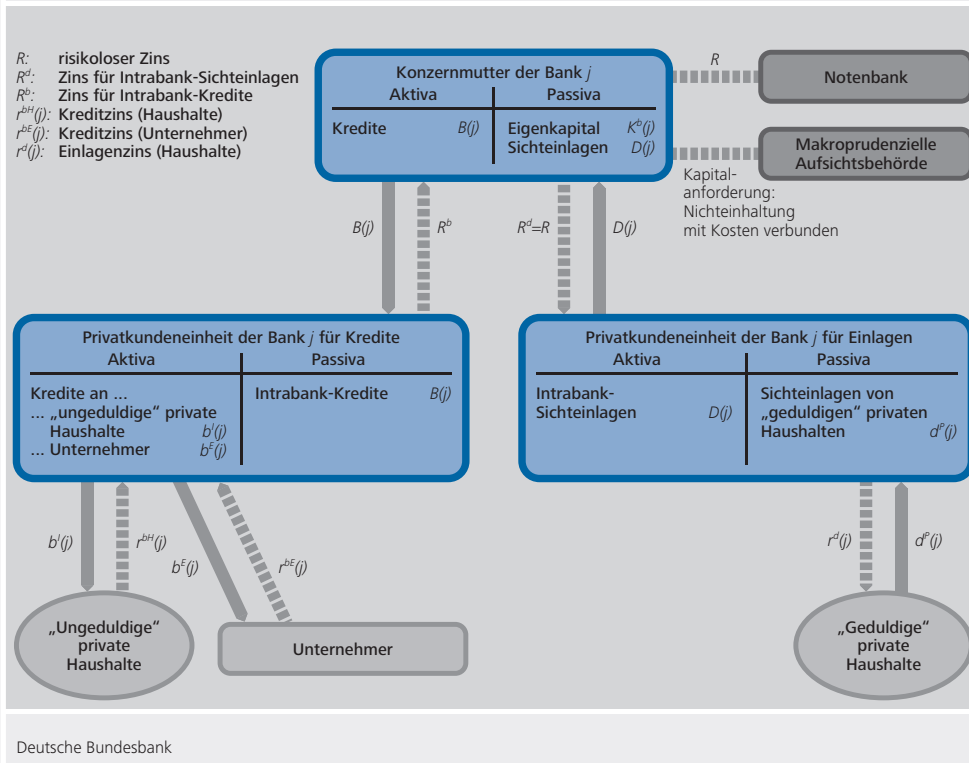 R: risikoloser Zins
R^d: Zins für Intrabank-Sichteinlagen
R^b: Zins für Intrabank-Kredite
r^bH(j): Kreditzins (Haushalte)
r^bE(j): Kreditzins (Unternehmer)
r^d(j): Einlagenzins (Haushalte)
Konzernmutter der Bank j
Aktiva Passiva
Kredite B(j) Eigenkapital K^b(j)
Sichteinlagen D(j)
R
Notenbank
Makroprudenzielle
Aufsichtsbehörde
Kapital-
anforderung:
Nichteinhaltung
mit Kosten verbunden
B(j) R^b R^d=R D(j)
Privatkundeneinheit der Bank j für Kredite
Aktiva Passiva
Kredite an ... Intrabank-Kredite B(j)
... „ungeduldige“ private
Haushalte b^I(j)
... Unternehmer b^E(j)
Privatkundeneinheit der Bank j für Einlagen
Aktiva Passiva
Intrabank- Sichteinlagen von
Sichteinlagen D(j) „geduldigen“ privaten
Haushalten d^P(j)
b^I(j) r^bH(j)
b^E(j) r^bE(j)
r^d(j) d^P(j)
„Ungeduldige“
private
Haushalte
Unternehmer
„Geduldige“
private
Haushalte
Deutsche Bundesbank